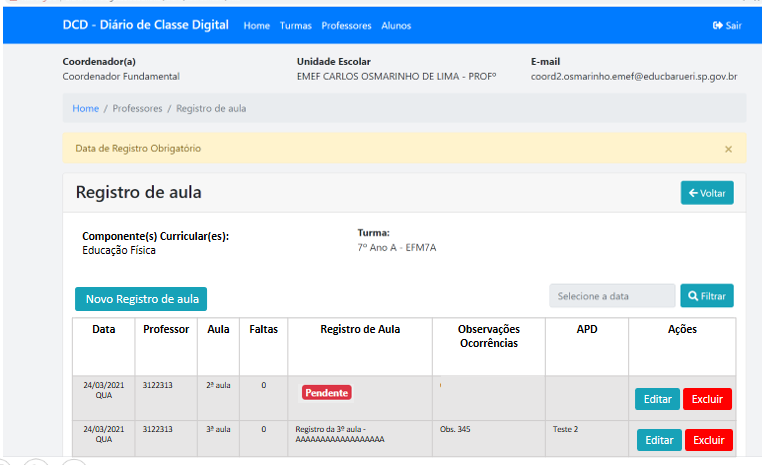 DCD - Diário de Classe Digital Home Turmas Professores Alunos Sair
Coordenador(a) Unidade Escolar E-mail
Coordenador Fundamental EMEF CARLOS OSMARINHO DE LIMA - PROFº coord2.osmarinho.emef@educbarueri.sp.gov.br
Home / Professores / Registro de aula
Data de Registro Obrigatório ×
Registro de aula Voltar
Componente(s) Curricular(es): Turma:
Educação Física 7º Ano A - EFM7A
Novo Registro de aula Selecione a data Filtrar
Data Professor Aula Faltas Registro de Aula Observações APD Ações
Ocorrências
24/03/2021 3122313 2ª aula 0 Pendente Editar Excluir
QUA
24/03/2021 3122313 3ª aula 0 Registro da 3º aula - Obs. 345 Teste 2 Editar Excluir
QUA AAAAAAAAAAAAAAAAAA